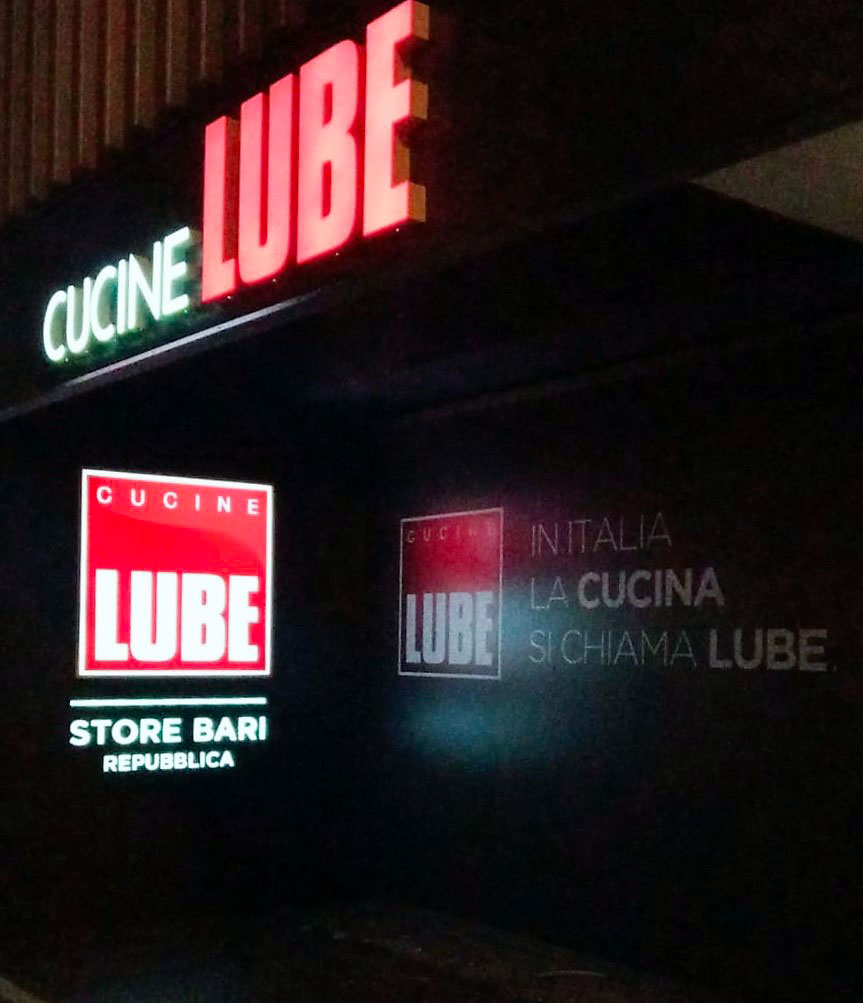 CUCINE LUBE
CUCINE
LUBE
STORE BARI
REPUBBLICA
CUCINE
LUBE
IN ITALIA
LA CUCINA
SI CHIAMA LUBE.